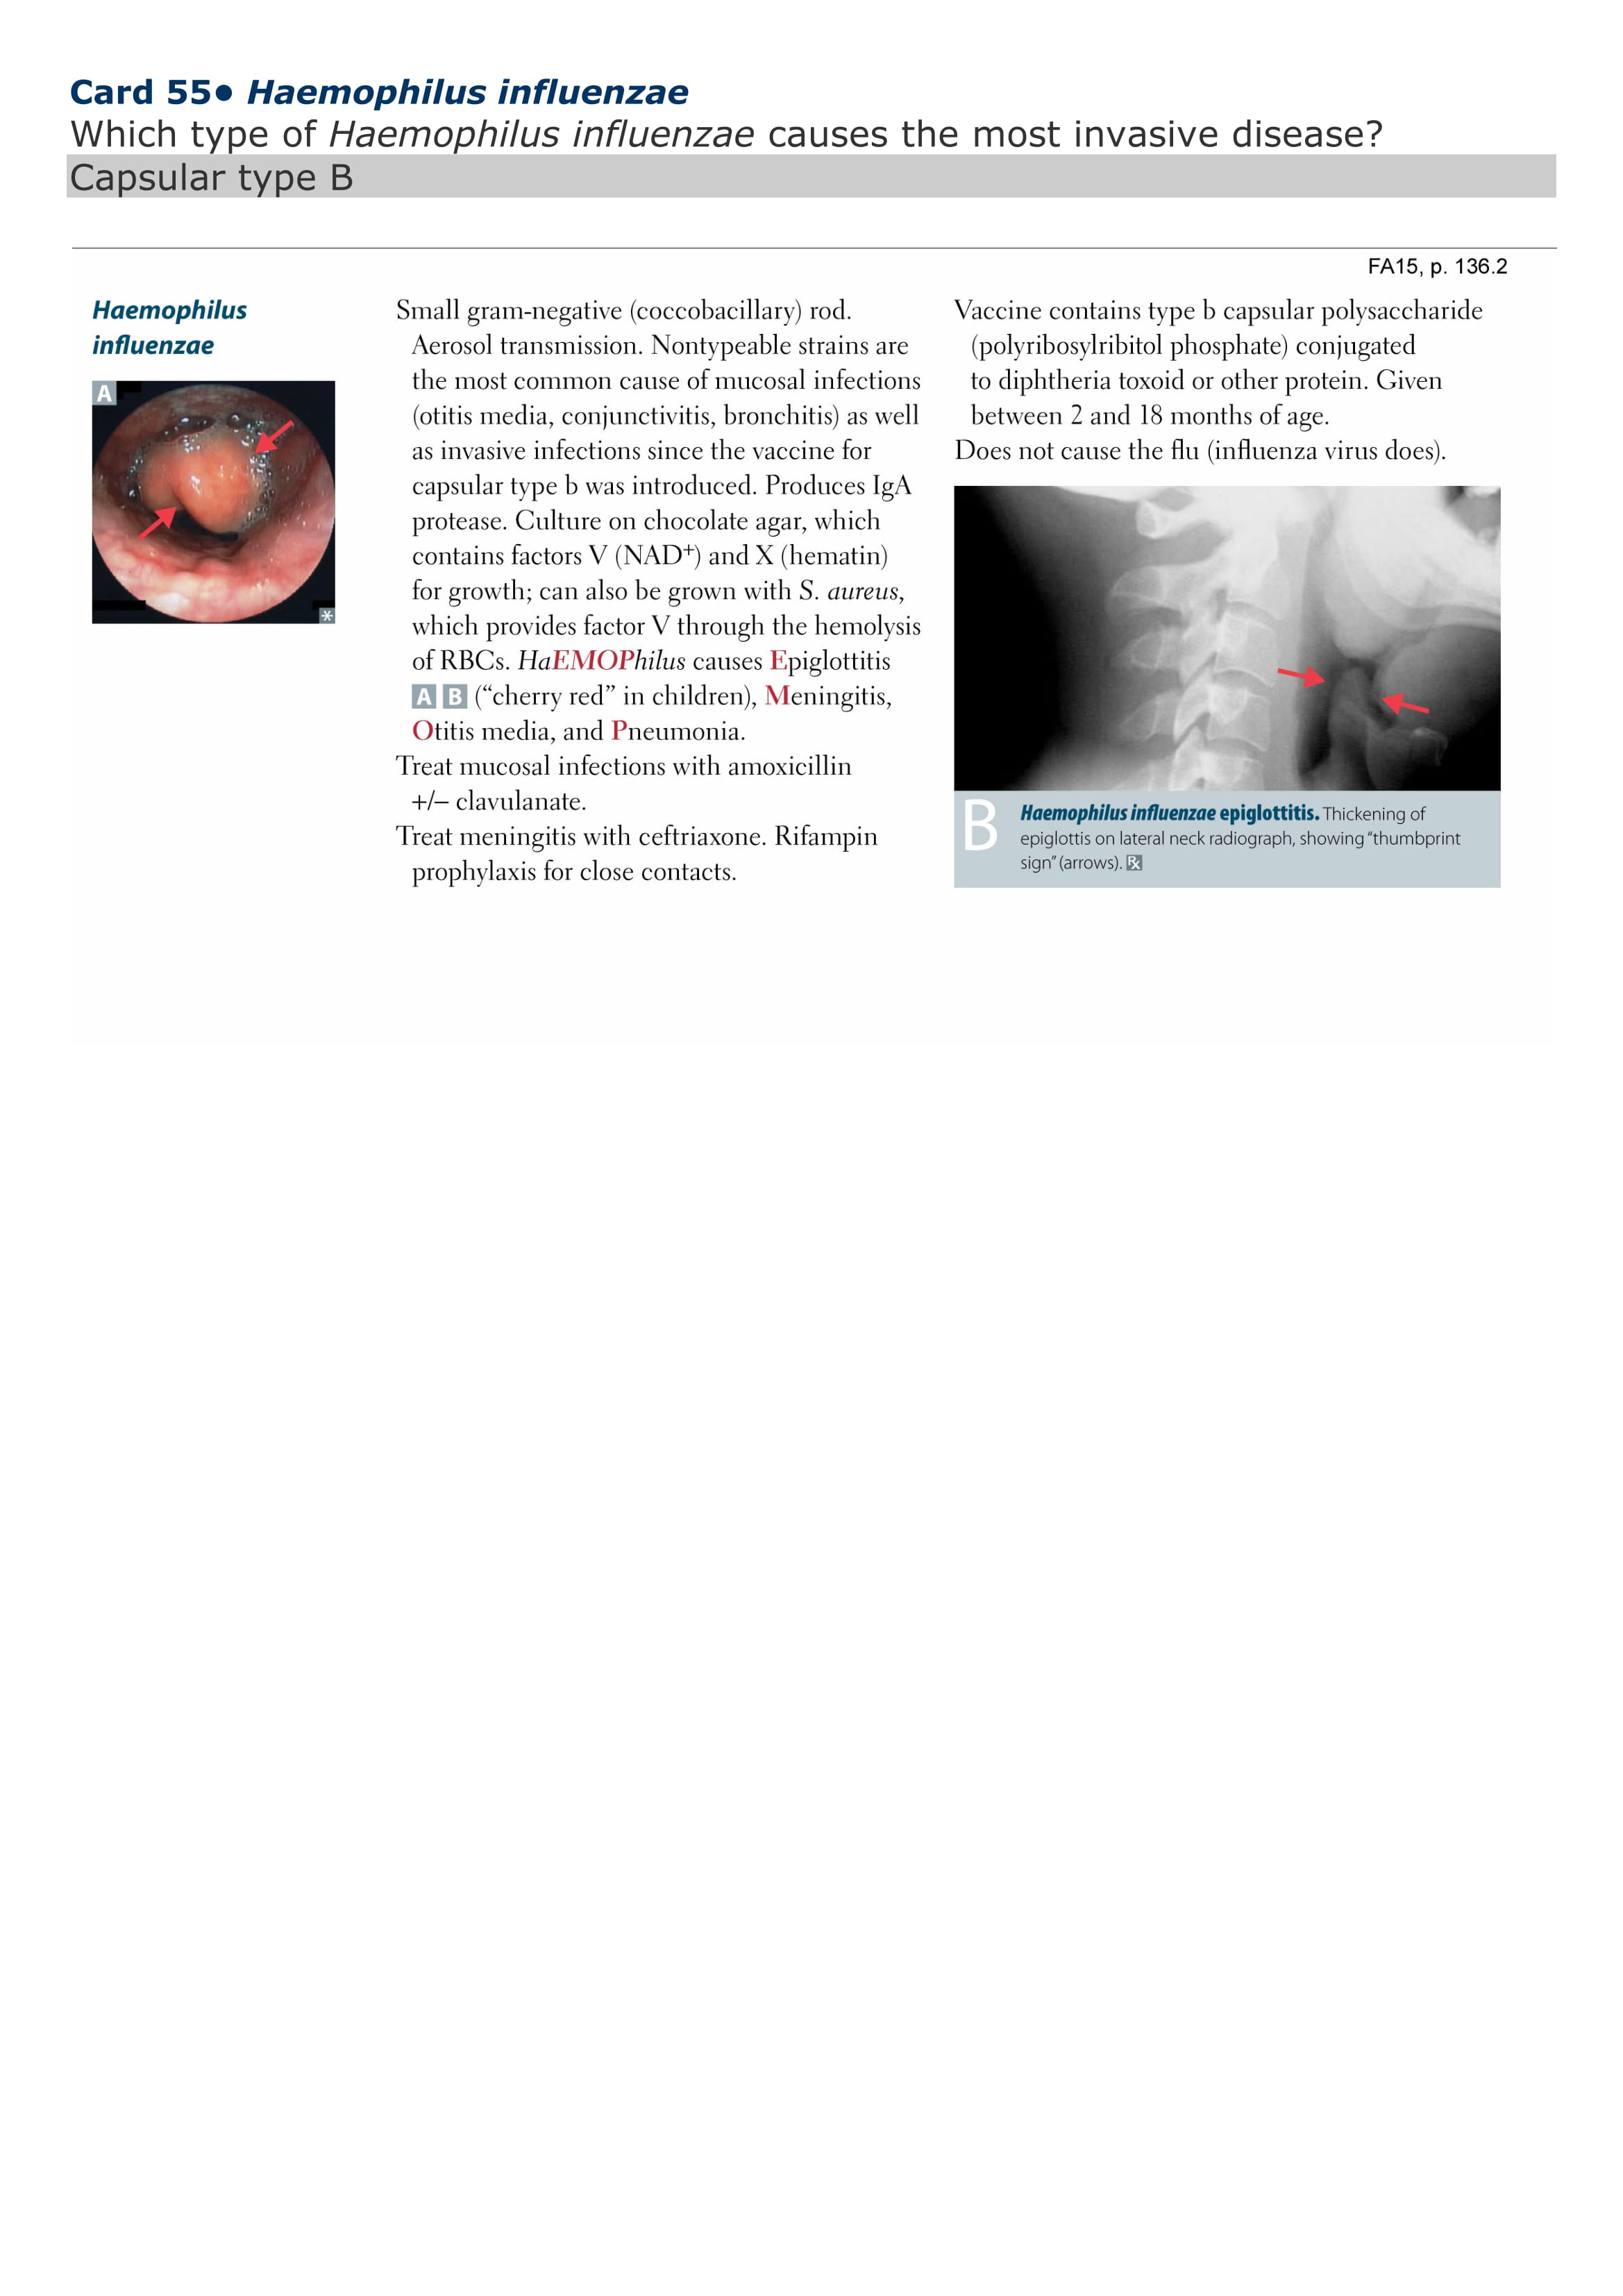 Card 55• Haemophilus influenzae
Which type of Haemophilus influenzae causes the most invasive disease?
Capsular type B
FA15, p. 136.2
Haemophilus
influenzae
A
*
Small gram-negative (coccobacillary) rod.
Aerosol transmission. Nontypeable strains are
the most common cause of mucosal infections
(otitis media, conjunctivitis, bronchitis) as well
as invasive infections since the vaccine for
capsular type b was introduced. Produces IgA
protease. Culture on chocolate agar, which
contains factors V (NAD⁺) and X (hematin)
for growth; can also be grown with S. aureus,
which provides factor V through the hemolysis
of RBCs. HaEMOPhilus causes Epiglottitis
A B (“cherry red” in children), Meningitis,
Otitis media, and Pneumonia.
Treat mucosal infections with amoxicillin
+/– clavulanate.
Treat meningitis with ceftriaxone. Rifampin
prophylaxis for close contacts.
Vaccine contains type b capsular polysaccharide
(polyribosylribitol phosphate) conjugated
to diphtheria toxoid or other protein. Given
between 2 and 18 months of age.
Does not cause the flu (influenza virus does).
B
Haemophilus influenzae epiglottitis. Thickening of
epiglottis on lateral neck radiograph, showing “thumbprint
sign” (arrows). ℞